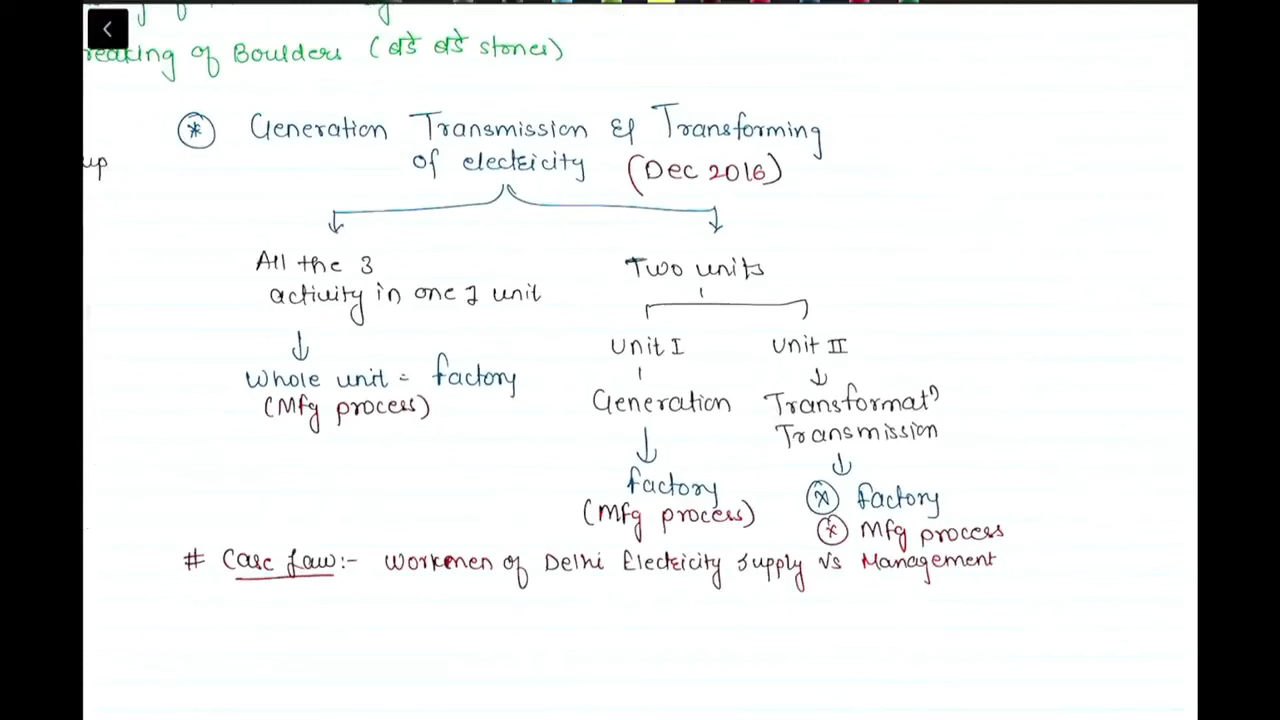 reaking of Boulders (बडे बडे stones)
* Generation Transmission & Transforming
of electricity (Dec 2016)
up
All the 3
activity in one
unit
Two units
Unit I
Unit II
Whole unit = factory
(Mfg process)
Generation
Transformatⁿ
Transmission
factory
(Mfg process)
factory
Mfg process
# Case Law:- Workmen of Delhi Electricity Supply Vs Management